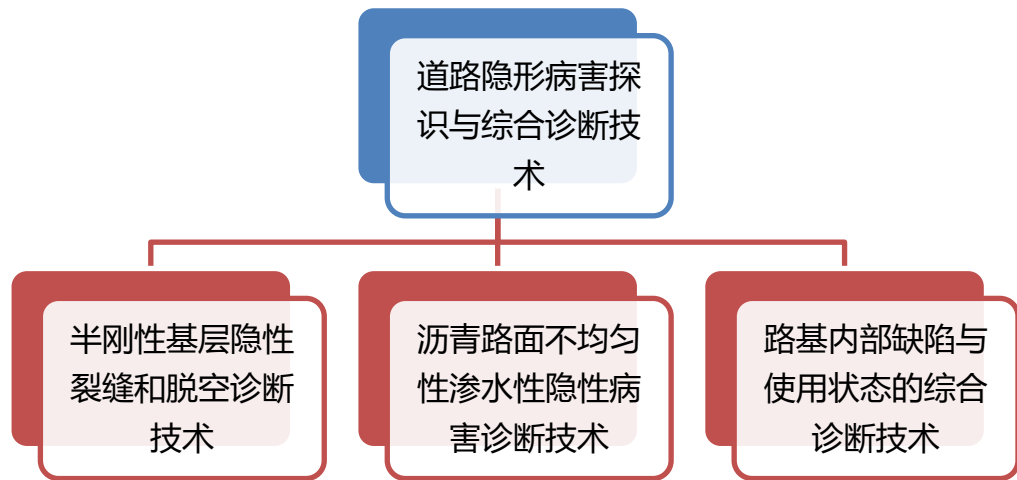 道路隐形病害探
识与综合诊断技
术
半刚性基层隐性
裂缝和脱空诊断
技术
沥青路面不均匀
性渗水性隐性病
害诊断技术
路基内部缺陷与
使用状态的综合
诊断技术